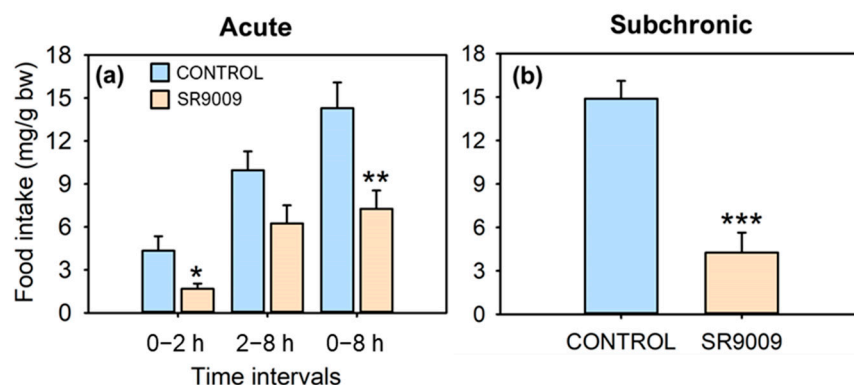 Acute
Subchronic
Food intake (mg/g bw)
18
15
12
9
6
3
0
(a)
CONTROL
SR9009
*
**
0–2 h
2–8 h
0–8 h
Time intervals
18
15
12
9
6
3
0
(b)
***
CONTROL
SR9009